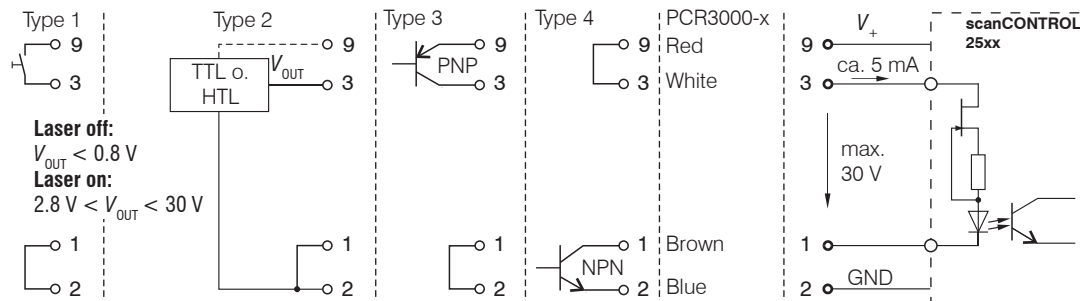 Type 1
Type 2
Type 3
Type 4
PCR3000-x
V+
scanCONTROL
25xx
9
9
9
9
Red
9
TTL o.
HTL
VOUT
PNP
ca. 5 mA
3
3
3
3
White
3
Laser off:
VOUT < 0.8 V
Laser on:
2.8 V < VOUT < 30 V
max.
30 V
1
1
1
1
Brown
1
NPN
2
2
2
2
Blue
2
GND